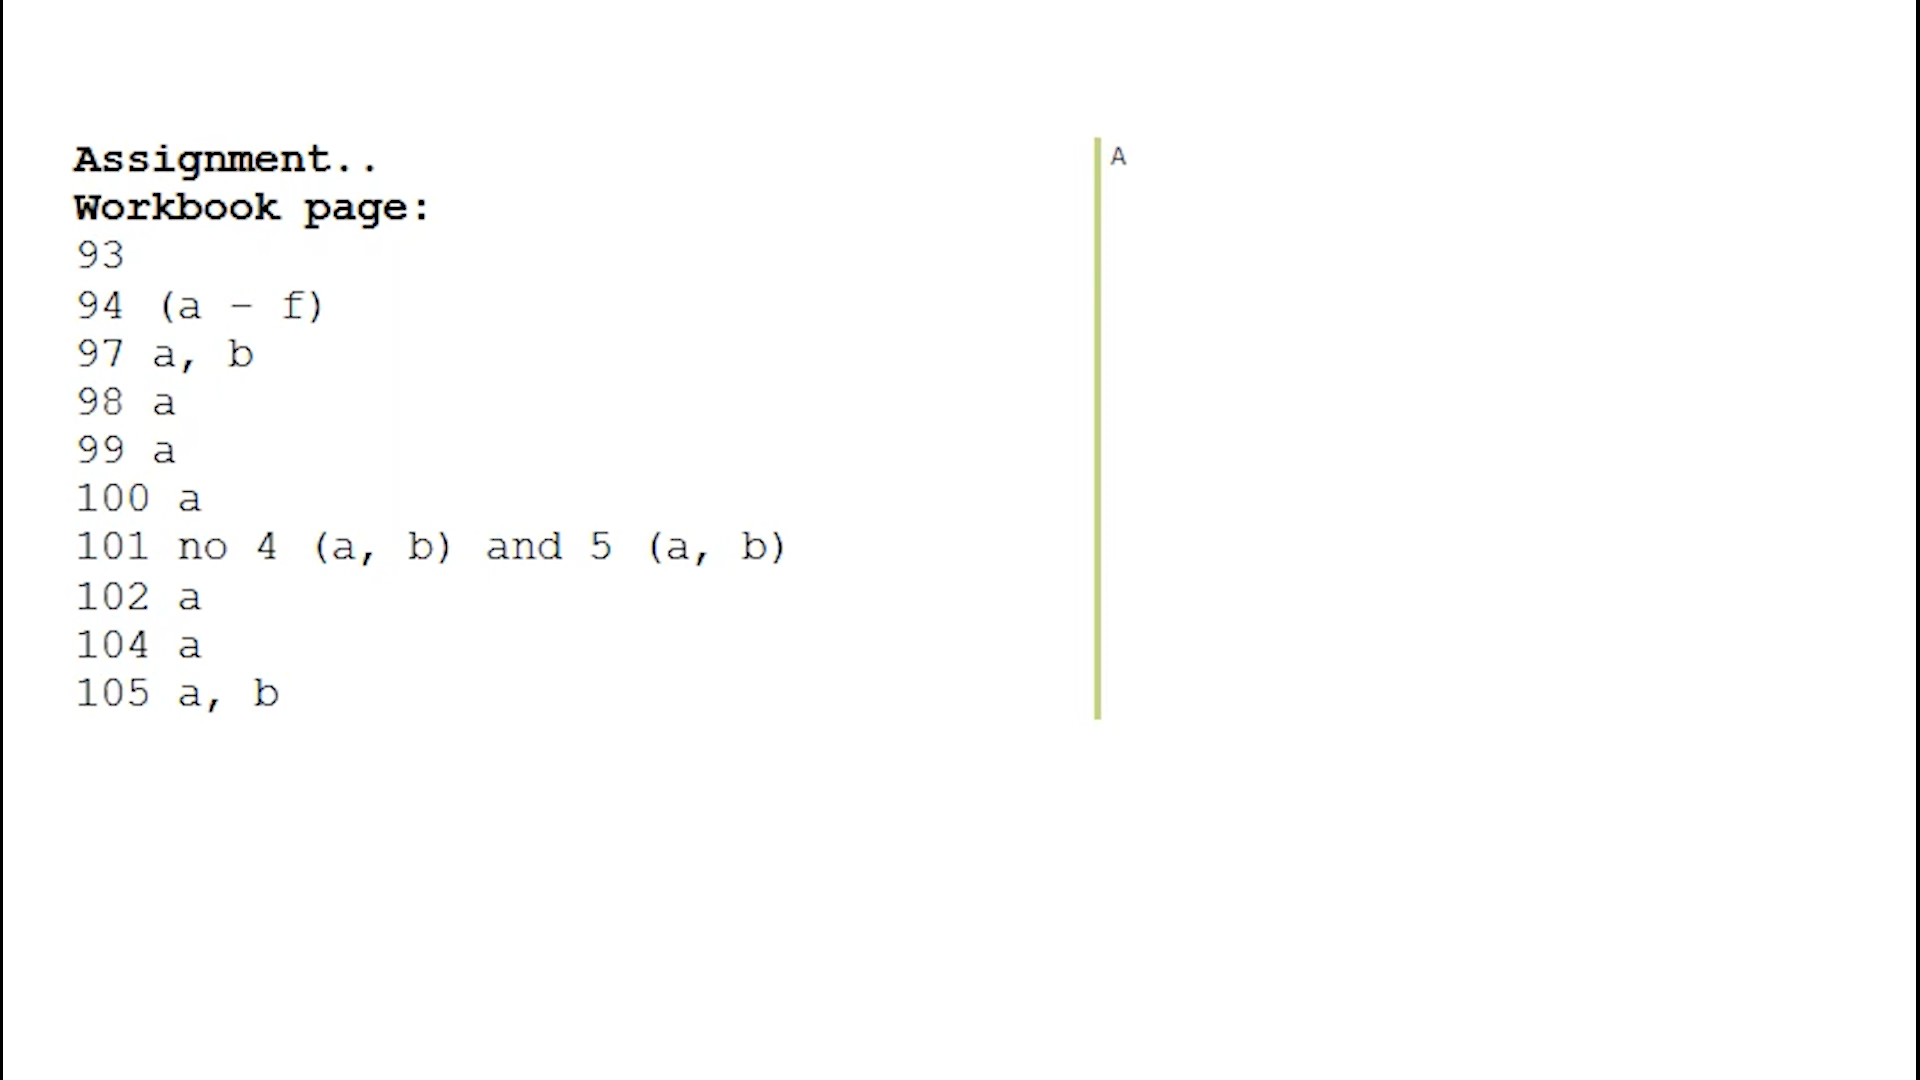 Assignment..
Workbook page:
93
94 (a – f)
97 a, b
98 a
99 a
100 a
101 no 4 (a, b) and 5 (a, b)
102 a
104 a
105 a, b
A